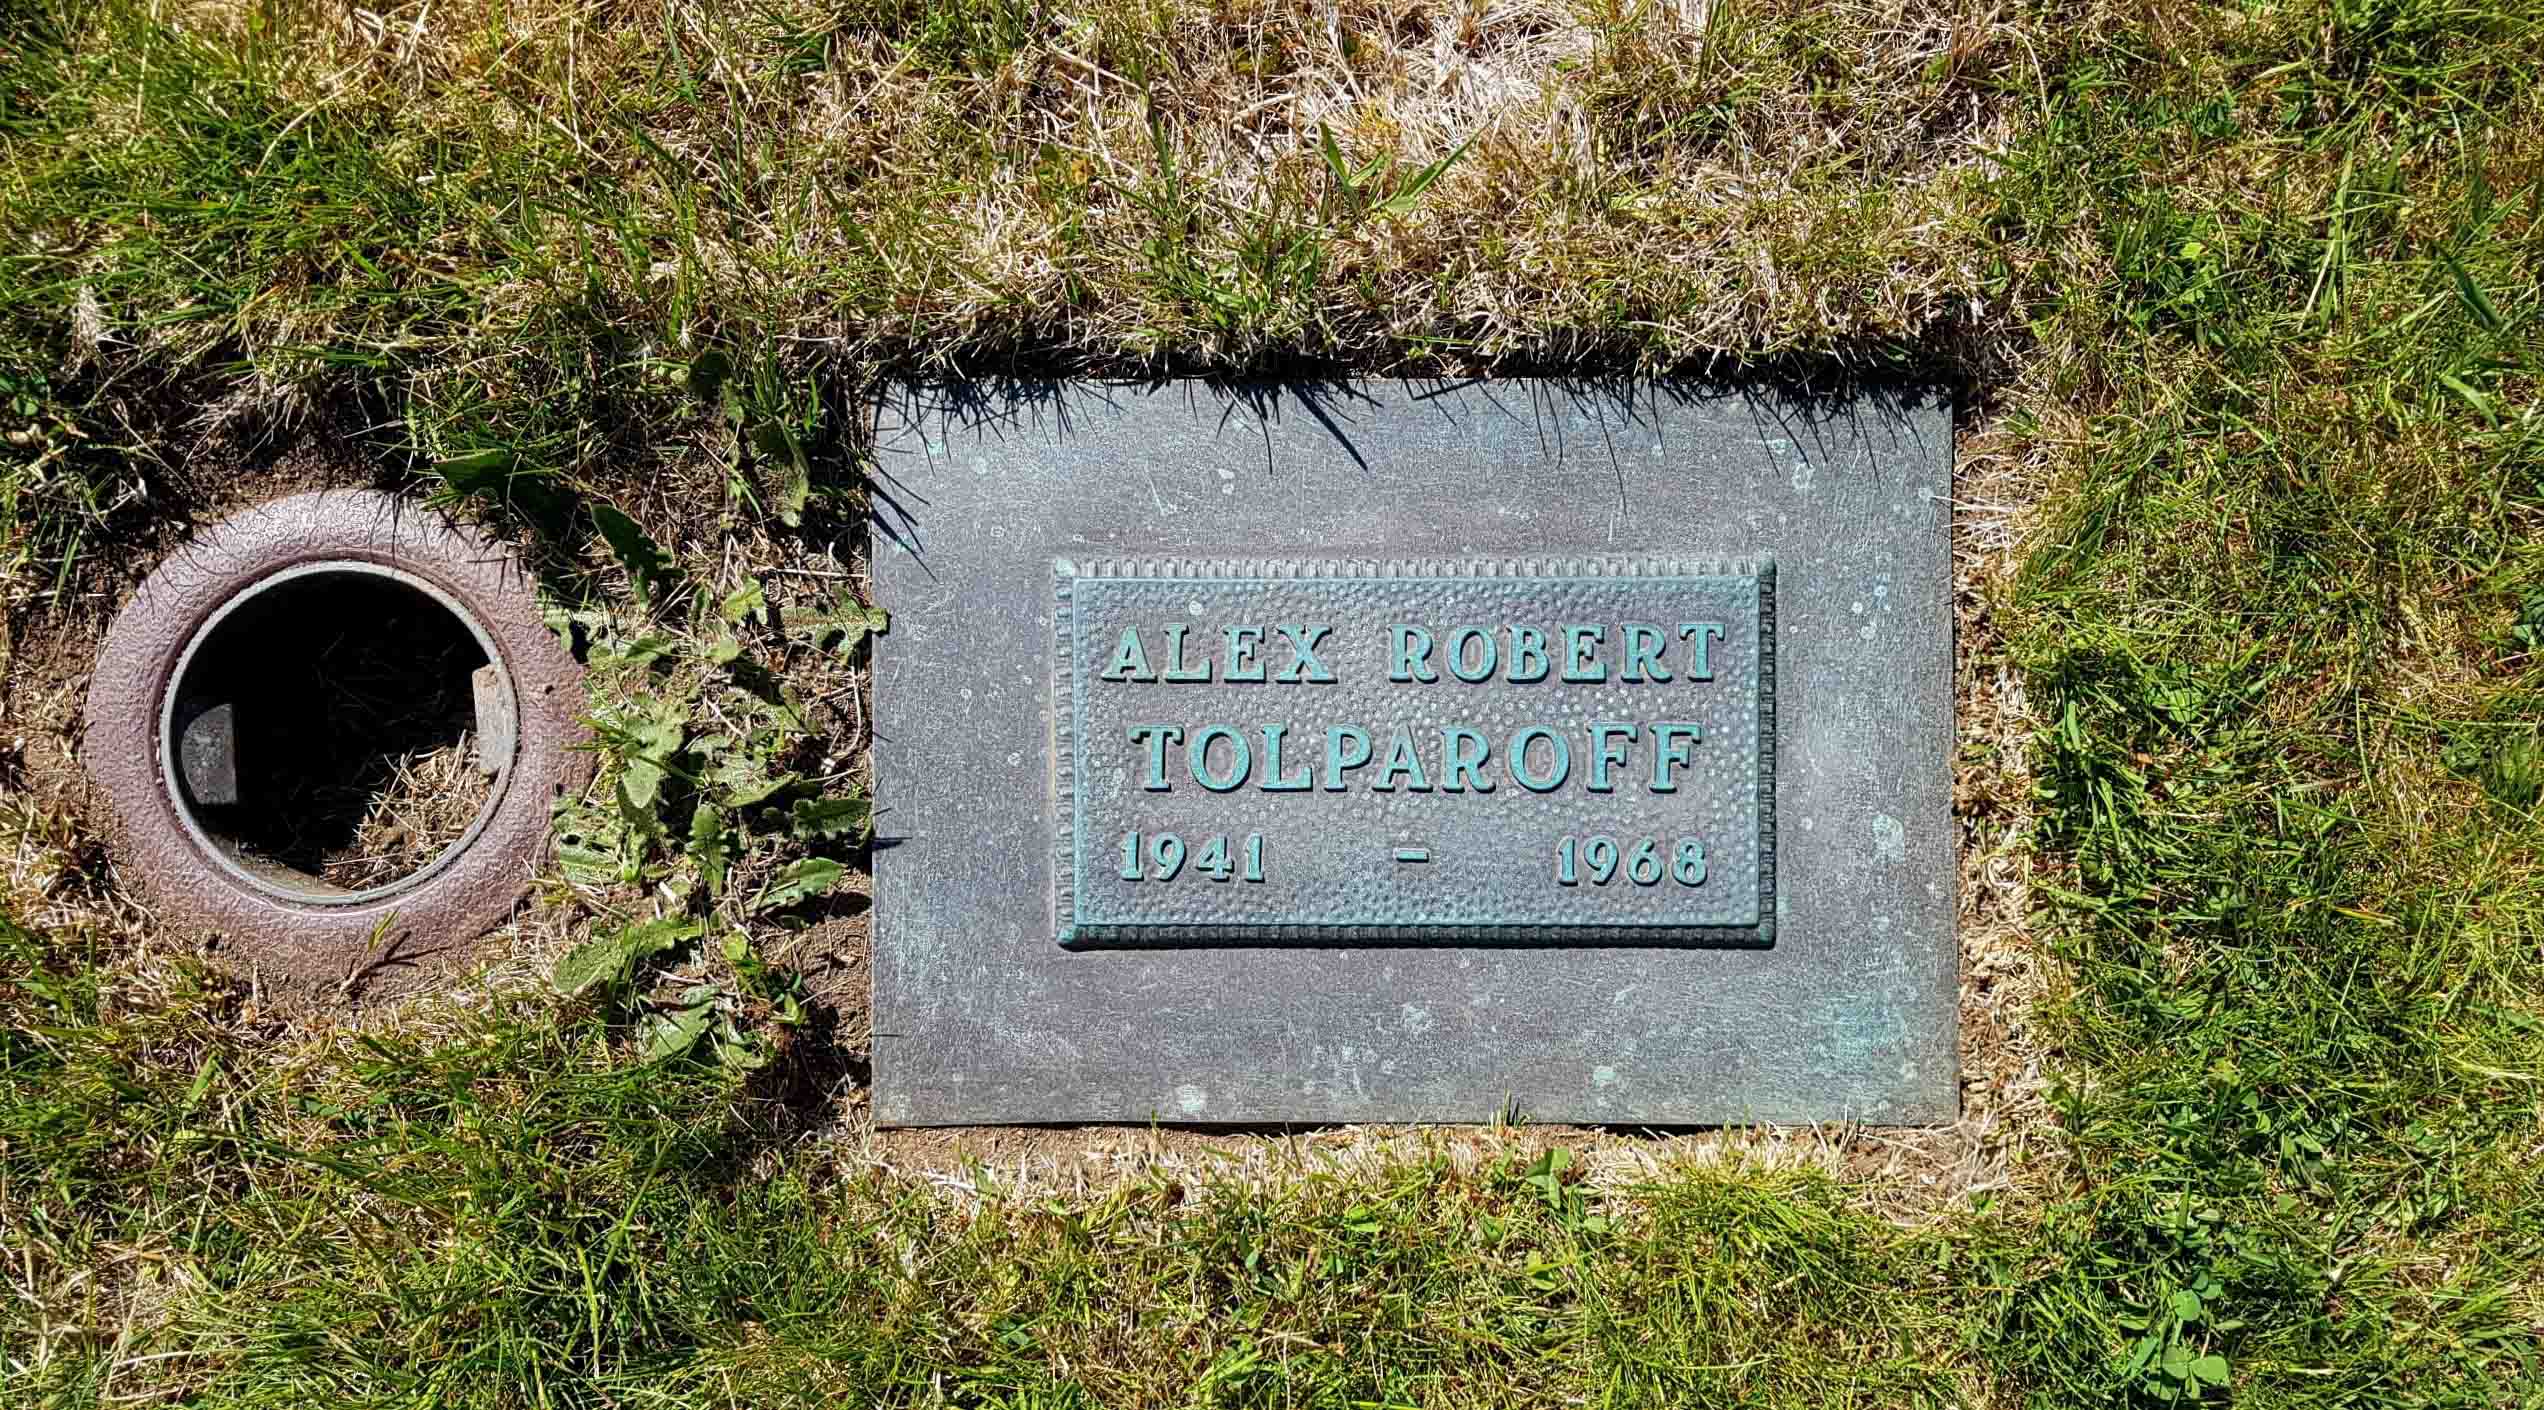 ALEX ROBERT
TOLPAROFF
1941 - 1968